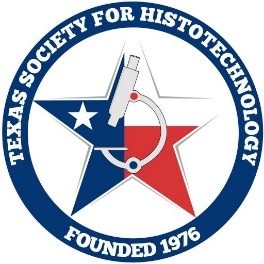 TEXAS SOCIETY FOR HISTOTECHNOLOGY
FOUNDED 1976